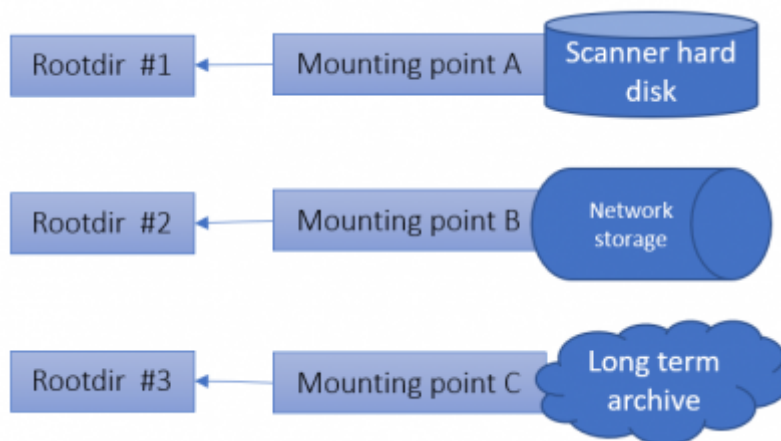 Rootdir #1
Mounting point A
Scanner hard
disk
Rootdir #2
Mounting point B
Network
storage
Rootdir #3
Mounting point C
Long term
archive